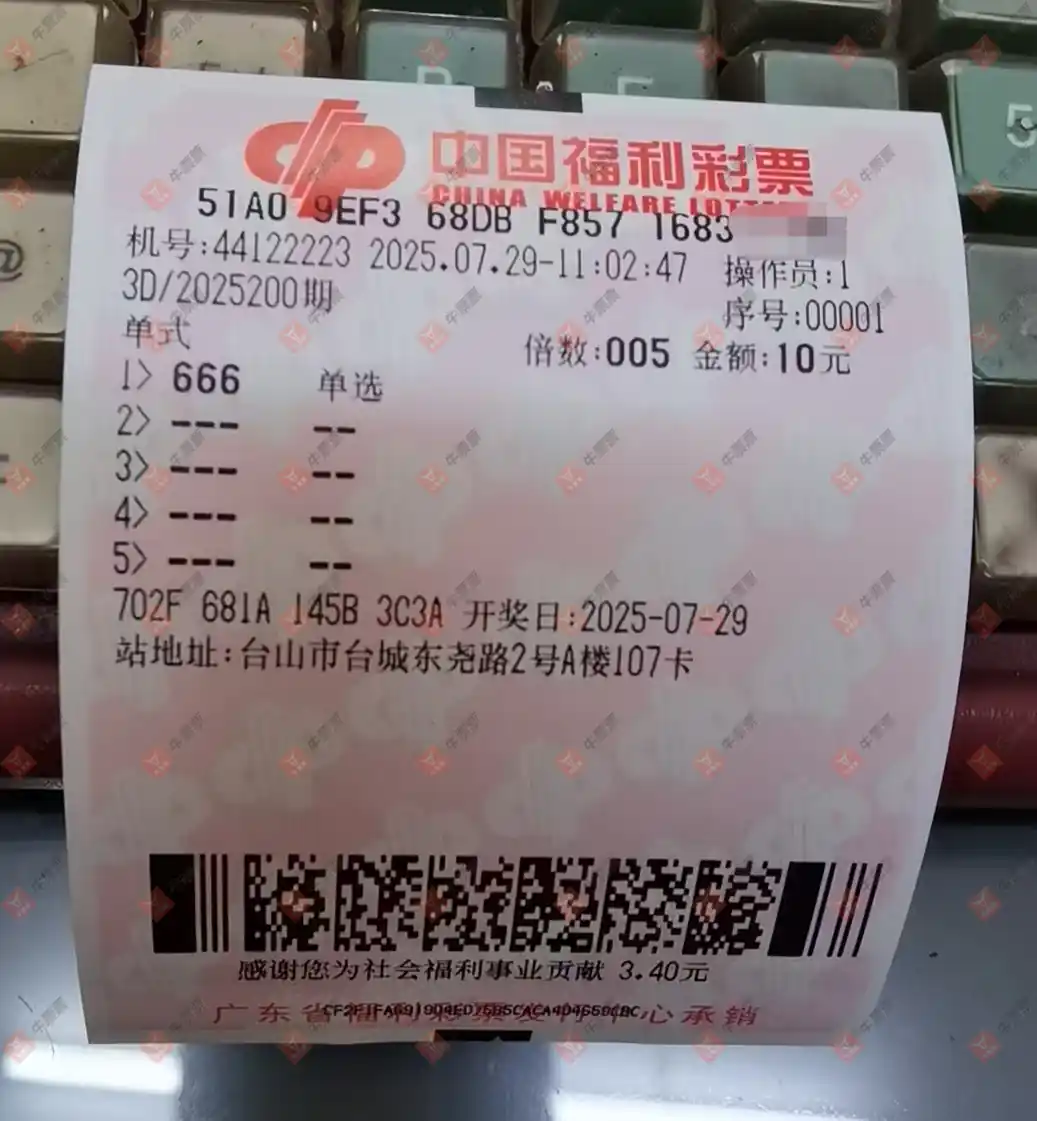 中国福利彩票
CHINA WELFARE LOTTERY
51A0 9EF3 68DB F857 1683
机号:44122223 2025.07.29-11:02:47 操作员:1
3D/2025200期 序号:00001
单式 倍数:005 金额:10元
1> 666 单选
2> --- --
3> --- --
4> --- --
5> --- --
702F 681A 145B 3C3A 开奖日:2025-07-29
站地址:台山市台城东尧路2号A楼107卡
感谢您为社会福利事业贡献 3.40元
广东省福利彩票发行中心承销
牛票票